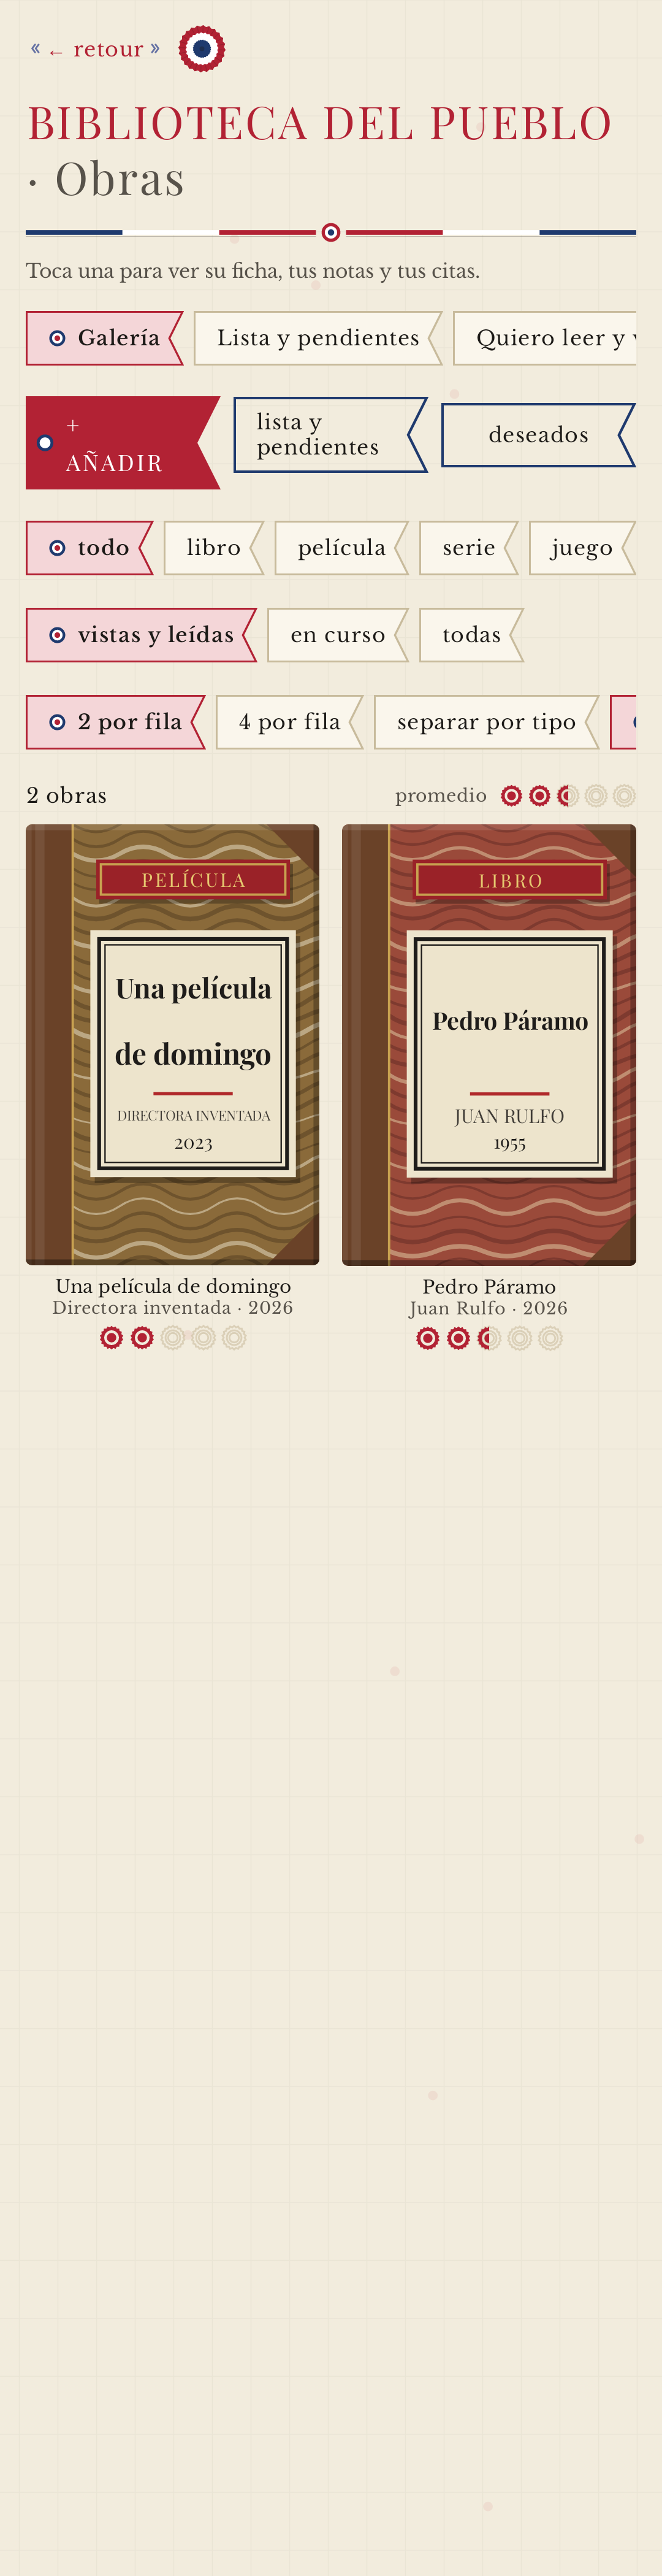 « ← retour »
BIBLIOTECA DEL PUEBLO
· Obras
Toca una para ver su ficha, tus notas y tus citas.
Galería Lista y pendientes Quiero leer y
+
AÑADIR
lista y
pendientes
deseados
todo libro película serie juego
vistas y leídas en curso todas
2 por fila 4 por fila separar por tipo
2 obras promedio
PELÍCULA
Una película
de domingo
DIRECTORA INVENTADA
2023
Una película de domingo
Directora inventada · 2026
LIBRO
Pedro Páramo
JUAN RULFO
1955
Pedro Páramo
Juan Rulfo · 2026